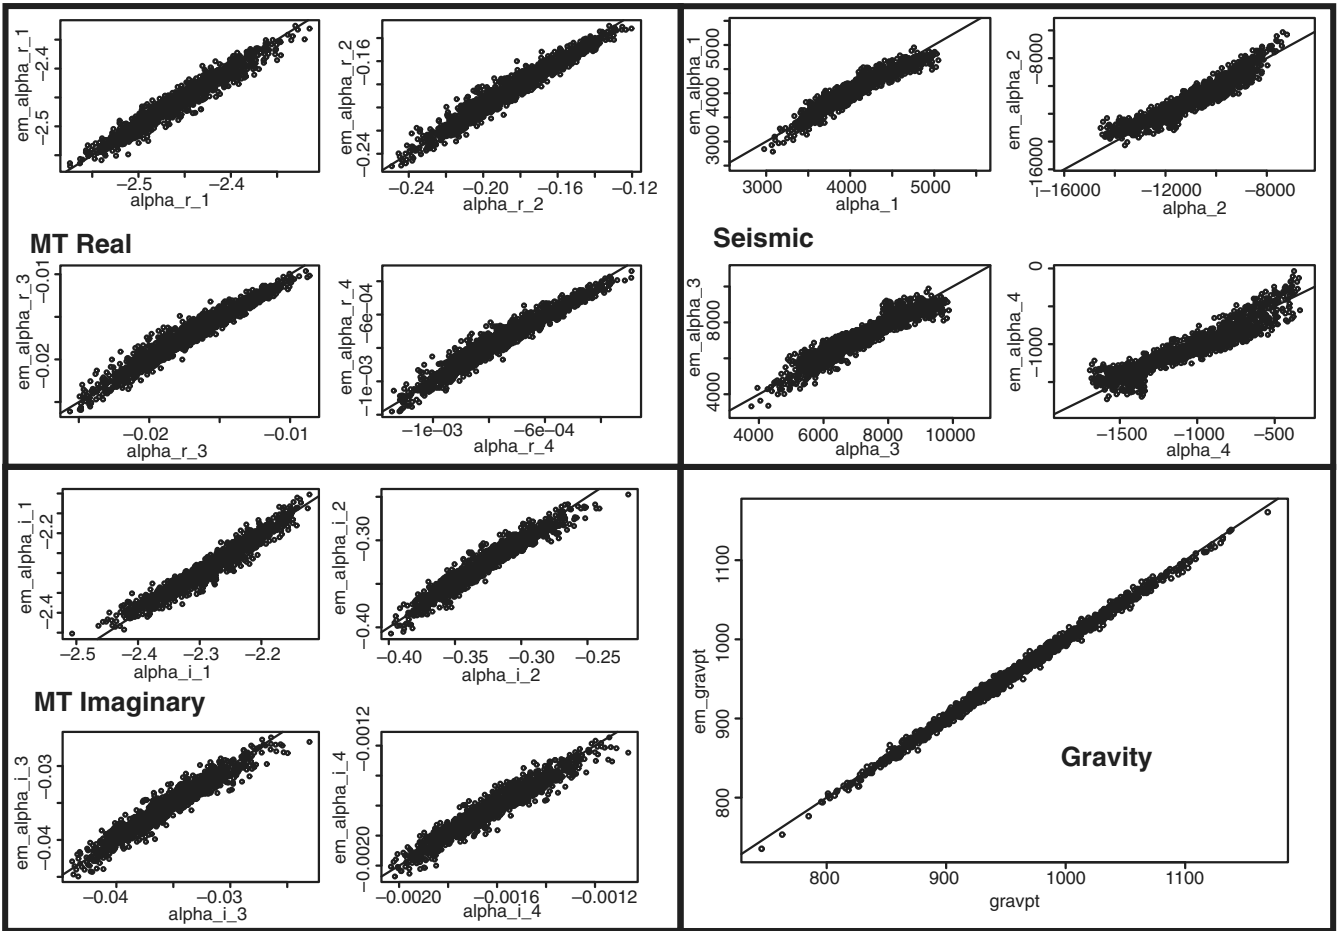 em_alpha_r_1
−2.4
−2.5
−2.5 −2.4
alpha_r_1
em_alpha_r_2
−0.16
−0.24
−0.24 −0.20 −0.16 −0.12
alpha_r_2
MT Real
em_alpha_r_3
−0.01
−0.02
−0.02 −0.01
alpha_r_3
em_alpha_r_4
−6e−04
−1e−03
−1e−03 −6e−04
alpha_r_4
em_alpha_1
5000
4000
3000
3000 4000 5000
alpha_1
em_alpha_2
−8000
−16000
−16000 −12000 −8000
alpha_2
Seismic
em_alpha_3
8000
4000
4000 6000 8000 10000
alpha_3
em_alpha_4
0
−1000
−1500 −1000 −500
alpha_4
em_alpha_i_1
−2.2
−2.4
−2.5 −2.4 −2.3 −2.2
alpha_i_1
em_alpha_i_2
−0.30
−0.40
−0.40 −0.35 −0.30 −0.25
alpha_i_2
MT Imaginary
em_alpha_i_3
−0.03
−0.04
−0.04 −0.03
alpha_i_3
em_alpha_i_4
−0.0012
−0.0020
−0.0020 −0.0016 −0.0012
alpha_i_4
em_gravpt
1100
1000
900
800
Gravity
800 900 1000 1100
gravpt